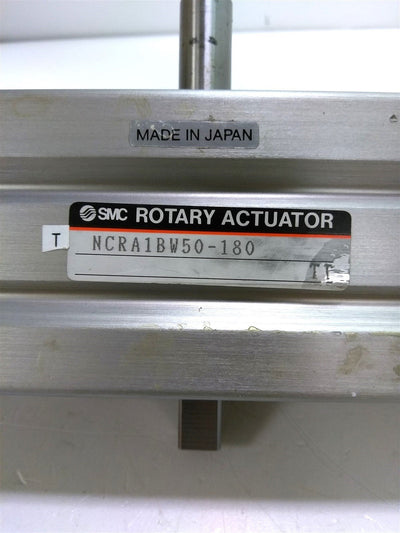 MADE IN JAPAN
SMC ROTARY ACTUATOR
T
NCRA1BW50-180